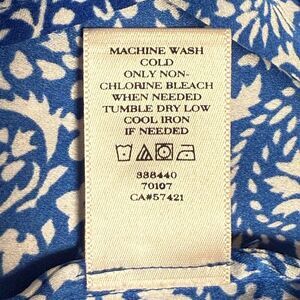 MACHINE WASH
COLD
ONLY NON-
CHLORINE BLEACH
WHEN NEEDED
TUMBLE DRY LOW
COOL IRON
IF NEEDED
338440
70107
CA#57421